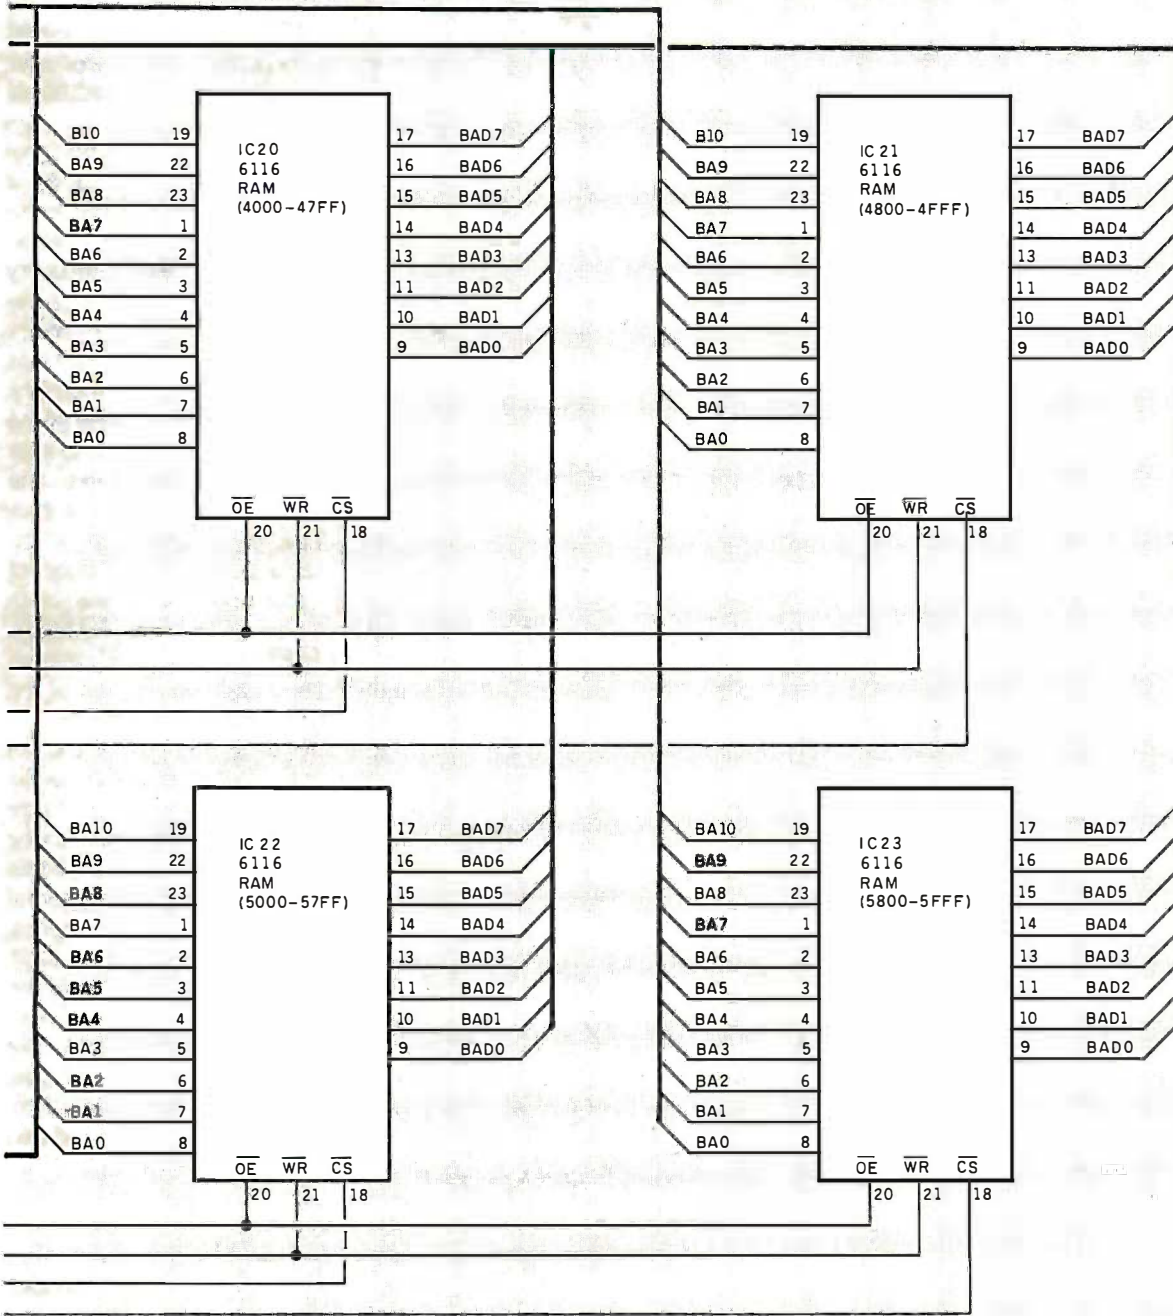 B10 19
BA9 22
BA8 23
BA7 1
BA6 2
BA5 3
BA4 4
BA3 5
BA2 6
BA1 7
BA0 8
IC20
6116
RAM
(4000-47FF)
17 BAD7
16 BAD6
15 BAD5
14 BAD4
13 BAD3
11 BAD2
10 BAD1
9 BAD0
OE WR CS
20 21 18
B10 19
BA9 22
BA8 23
BA7 1
BA6 2
BA5 3
BA4 4
BA3 5
BA2 6
BA1 7
BA0 8
IC21
6116
RAM
(4800-4FFF)
17 BAD7
16 BAD6
15 BAD5
14 BAD4
13 BAD3
11 BAD2
10 BAD1
9 BAD0
OE WR CS
20 21 18
BA10 19
BA9 22
BA8 23
BA7 1
BA6 2
BA5 3
BA4 4
BA3 5
BA2 6
BA1 7
BA0 8
IC22
6116
RAM
(5000-57FF)
17 BAD7
16 BAD6
15 BAD5
14 BAD4
13 BAD3
11 BAD2
10 BAD1
9 BAD0
OE WR CS
20 21 18
BA10 19
BA9 22
BA8 23
BA7 1
BA6 2
BA5 3
BA4 4
BA3 5
BA2 6
BA1 7
BA0 8
IC23
6116
RAM
(5800-5FFF)
17 BAD7
16 BAD6
15 BAD5
14 BAD4
13 BAD3
11 BAD2
10 BAD1
9 BAD0
OE WR CS
20 21 18